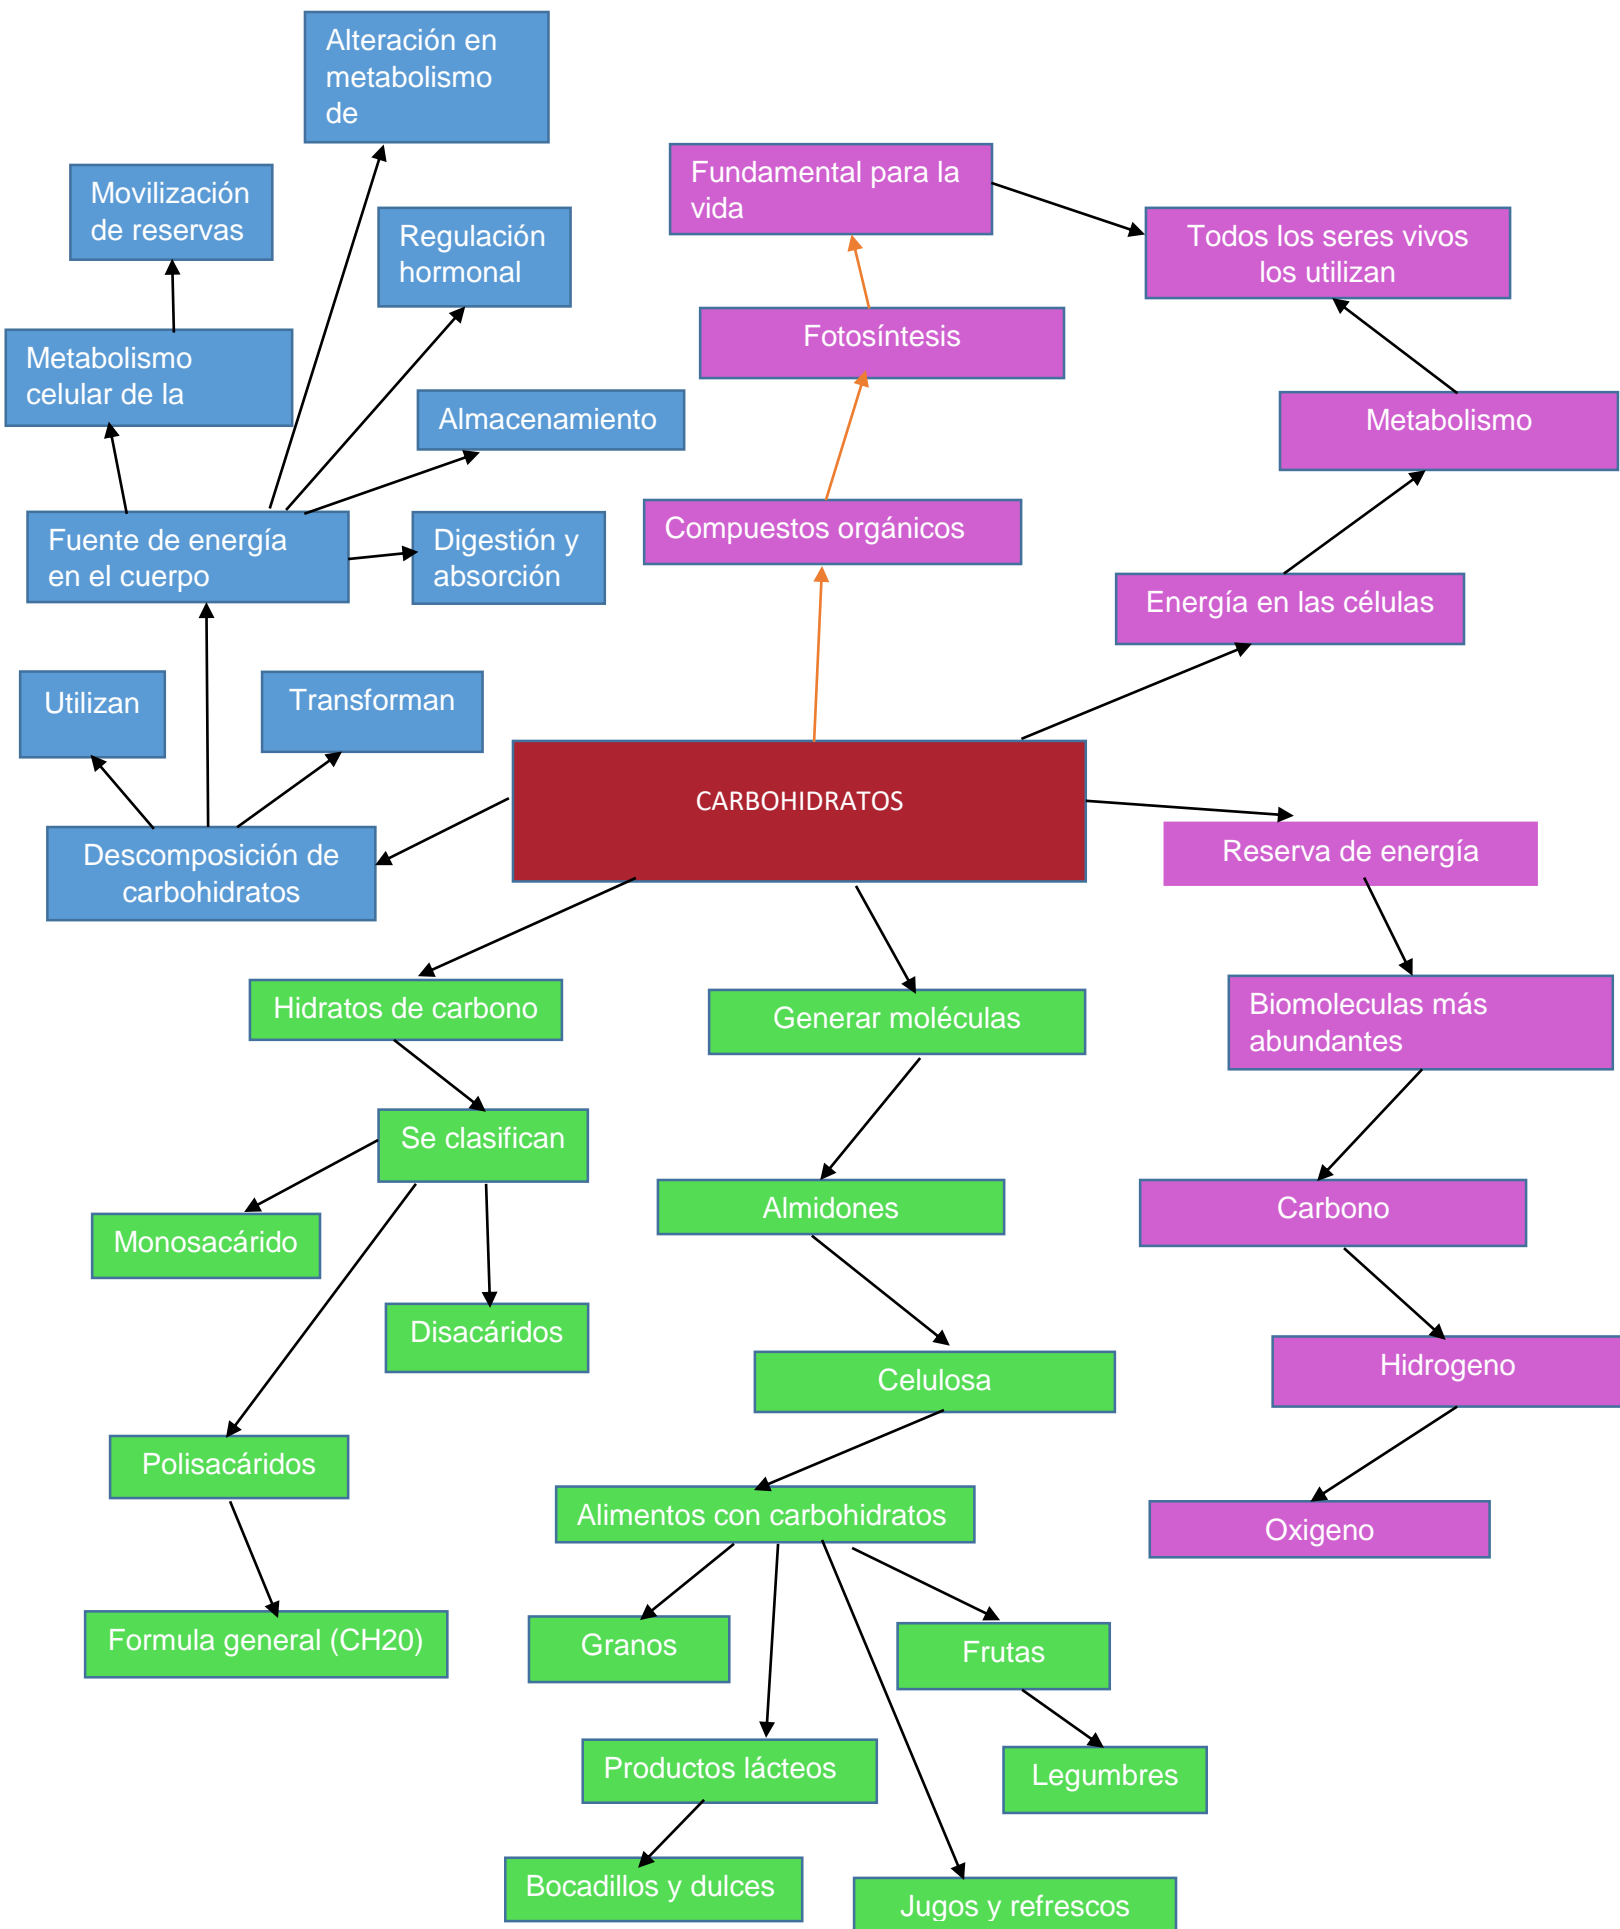 Alteración en
metabolismo
de
Movilización
de reservas
Regulación
hormonal
Fundamental para la
vida
Todos los seres vivos
los utilizan
Fotosíntesis
Metabolismo
celular de la
Almacenamiento
Metabolismo
Compuestos orgánicos
Fuente de energía
en el cuerpo
Digestión y
absorción
Energía en las células
Utilizan
Transforman
CARBOHIDRATOS
Descomposición de
carbohidratos
Reserva de energía
Hidratos de carbono
Generar moléculas
Biomoleculas más
abundantes
Se clasifican
Almidones
Carbono
Monosacárido
Disacáridos
Celulosa
Hidrogeno
Polisacáridos
Alimentos con carbohidratos
Oxigeno
Formula general (CH20)
Granos
Frutas
Productos lácteos
Legumbres
Bocadillos y dulces
Jugos y refrescos